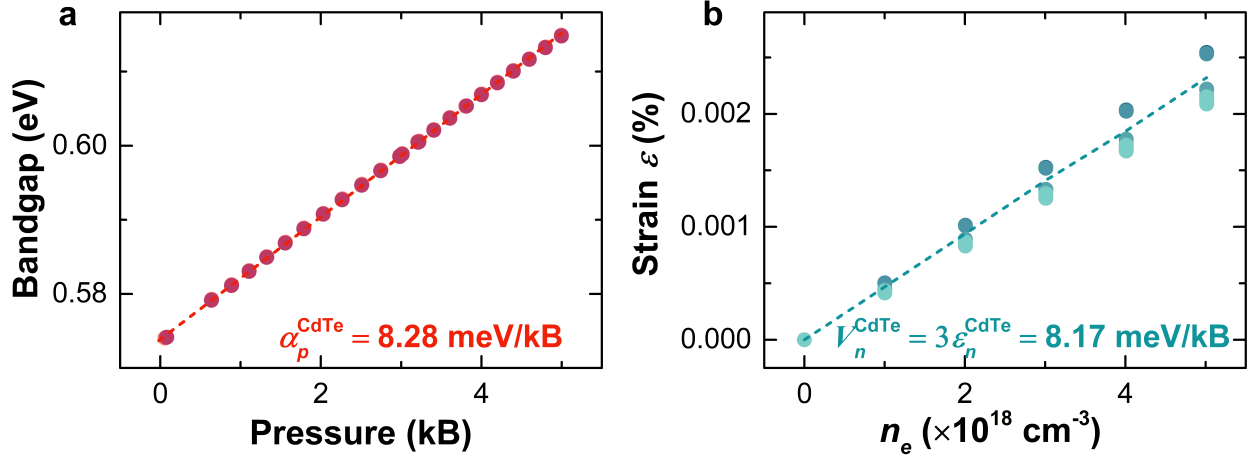 a
Bandgap (eV)
0.60
0.58
α_p^CdTe = 8.28 meV/kB
0 2 4
Pressure (kB)
b
Strain ε (%)
0.002
0.001
0.000
V_n^CdTe = 3ε_n^CdTe = 8.17 meV/kB
0 2 4
n_e (×10^18 cm^-3)